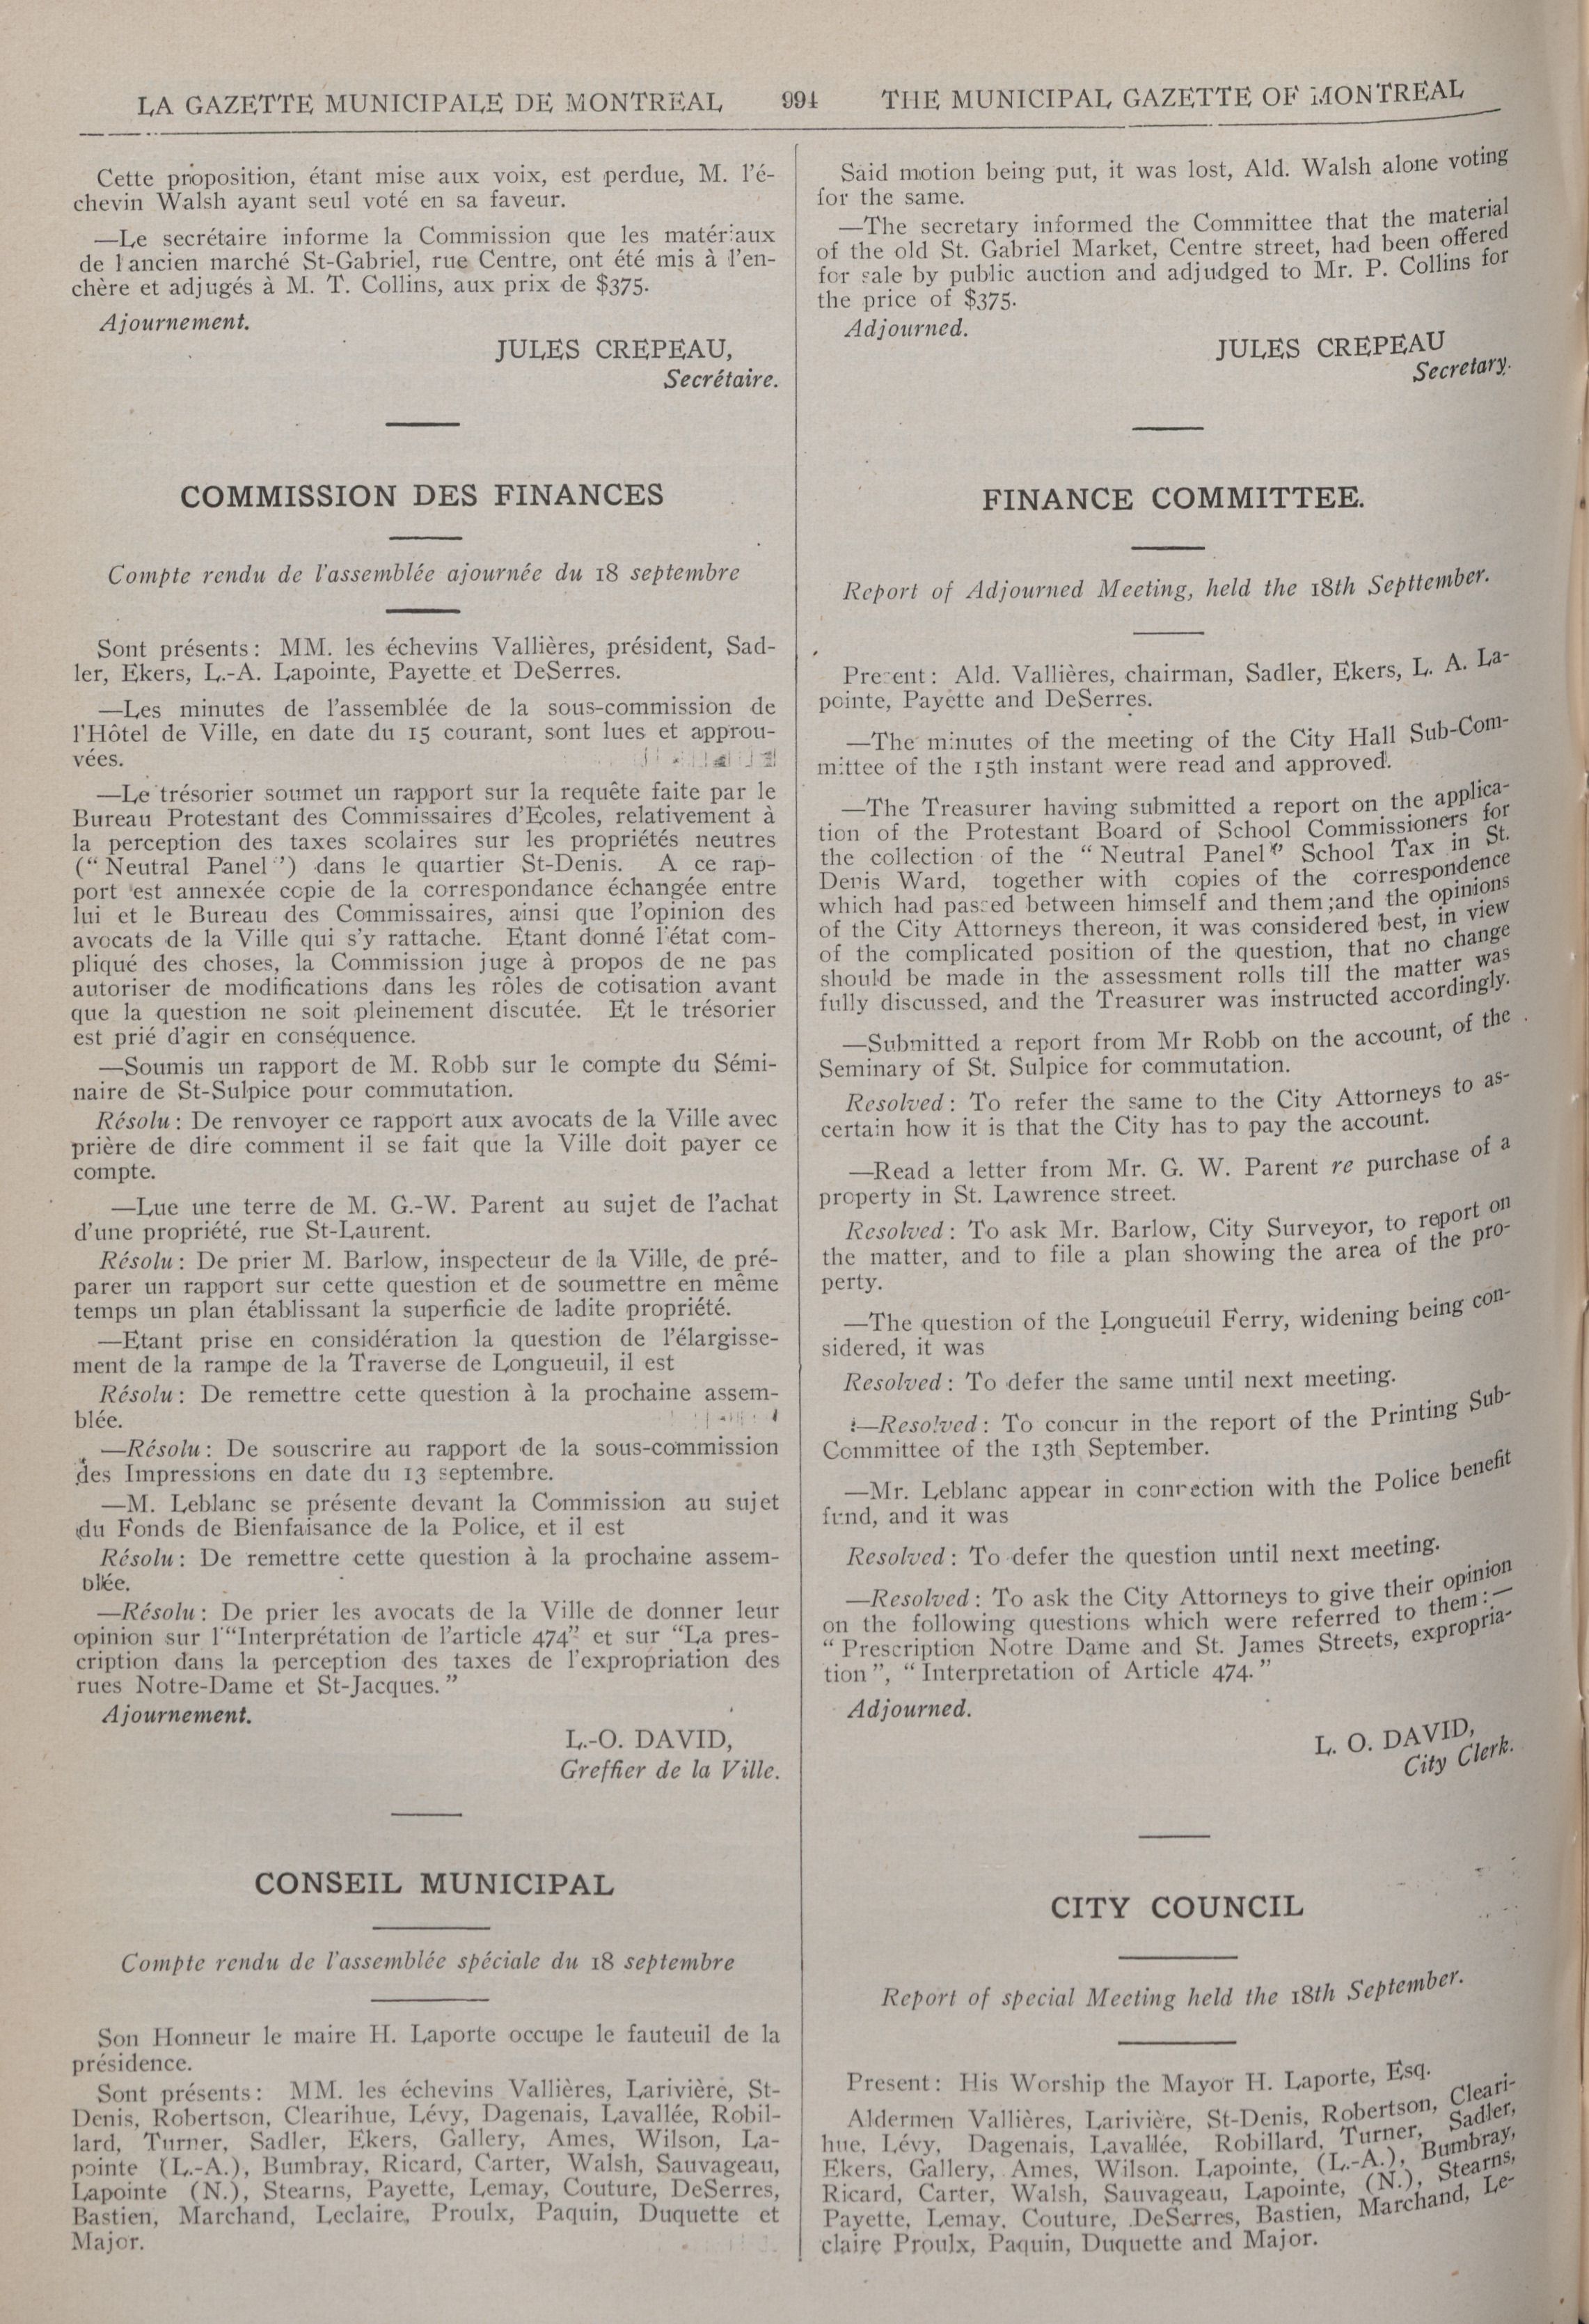 LA GAZETTE MUNICIPALE DE MONTREAL 994 THE MUNICIPAL GAZETTE OF MONTREAL
Cette proposition, étant mise aux voix, est perdue, M. l'é-
chevin Walsh ayant seul voté en sa faveur.
—Le secrétaire informe la Commission que les matériaux
de l'ancien marché St-Gabriel, rue Centre, ont été mis à l'en-
chère et adjugés à M. T. Collins, aux prix de $375.
Ajournement.
JULES CREPEAU,
Secrétaire.
COMMISSION DES FINANCES
Compte rendu de l'assemblée ajournée du 18 septembre
Sont présents: MM. les échevins Vallières, président, Sad-
ler, Ekers, L.-A. Lapointe, Payette et DeSerres.
—Les minutes de l'assemblée de la sous-commission de
l'Hôtel de Ville, en date du 15 courant, sont lues et approu-
vées.
—Le trésorier soumet un rapport sur la requête faite par le
Bureau Protestant des Commissaires d'Ecoles, relativement à
la perception des taxes scolaires sur les propriétés neutres
(“Neutral Panel”) dans le quartier St-Denis. A ce rap-
port est annexée copie de la correspondance échangée entre
lui et le Bureau des Commissaires, ainsi que l'opinion des
avocats de la Ville qui s'y rattache. Etant donné l'état com-
pliqué des choses, la Commission juge à propos de ne pas
autoriser de modifications dans les rôles de cotisation avant
que la question ne soit pleinement discutée. Et le trésorier
est prié d'agir en conséquence.
—Soumis un rapport de M. Robb sur le compte du Sémi-
naire de St-Sulpice pour commutation.
Résolu: De renvoyer ce rapport aux avocats de la Ville avec
prière de dire comment il se fait que la Ville doit payer ce
compte.
—Lue une terre de M. G.-W. Parent au sujet de l'achat
d'une propriété, rue St-Laurent.
Résolu: De prier M. Barlow, inspecteur de la Ville, de pré-
parer un rapport sur cette question et de soumettre en même
temps un plan établissant la superficie de ladite propriété.
—Etant prise en considération la question de l'élargisse-
ment de la rampe de la Traverse de Longueuil, il est
Résolu: De remettre cette question à la prochaine assem-
blée.
—Résolu: De souscrire au rapport de la sous-commission
des Impressions en date du 13 septembre.
—M. Leblanc se présente devant la Commission au sujet
du Fonds de Bienfaisance de la Police, et il est
Résolu: De remettre cette question à la prochaine assem-
blée.
—Résolu: De prier les avocats de la Ville de donner leur
opinion sur l'“Interprétation de l'article 474” et sur “La pres-
cription dans la perception des taxes de l'expropriation des
rues Notre-Dame et St-Jacques.”
Ajournement.
L.-O. DAVID,
Greffier de la Ville.
CONSEIL MUNICIPAL
Compte rendu de l'assemblée spéciale du 18 septembre
Son Honneur le maire H. Laporte occupe le fauteuil de la
présidence.
Sont présents: MM. les échevins Vallières, Larivière, St-
Denis, Robertson, Clearihue, Lévy, Dagenais, Lavallée, Robil-
lard, Turner, Sadler, Ekers, Gallery, Ames, Wilson, La-
pointe (L.-A.), Bumbray, Ricard, Carter, Walsh, Sauvageau,
Lapointe (N.), Stearns, Payette, Lemay, Couture, DeSerres,
Bastien, Marchand, Leclaire, Proulx, Paquin, Duquette et
Major.
Said motion being put, it was lost, Ald. Walsh alone voting
for the same.
—The secretary informed the Committee that the material
of the old St. Gabriel Market, Centre street, had been offered
for sale by public auction and adjudged to Mr. P. Collins for
the price of $375.
Adjourned.
JULES CREPEAU
Secretary.
FINANCE COMMITTEE.
Report of Adjourned Meeting, held the 18th Septtember.
Present: Ald. Vallières, chairman, Sadler, Ekers, L. A. La-
pointe, Payette and DeSerres.
—The minutes of the meeting of the City Hall Sub-Com-
mittee of the 15th instant were read and approved.
—The Treasurer having submitted a report on the applica-
tion of the Protestant Board of School Commissioners for
the collection of the “Neutral Panel” School Tax in St.
Denis Ward, together with copies of the correspondence
which had passed between himself and them ;and the opinions
of the City Attorneys thereon, it was considered best, in view
of the complicated position of the question, that no change
should be made in the assessment rolls till the matter was
fully discussed, and the Treasurer was instructed accordingly.
—Submitted a report from Mr Robb on the account, of the
Seminary of St. Sulpice for commutation.
Resolved: To refer the same to the City Attorneys to as-
certain how it is that the City has to pay the account.
—Read a letter from Mr. G. W. Parent re purchase of a
property in St. Lawrence street.
Resolved: To ask Mr. Barlow, City Surveyor, to report on
the matter, and to file a plan showing the area of the pro-
perty.
—The question of the Longueuil Ferry, widening being con-
sidered, it was
Resolved: To defer the same until next meeting.
:—Resolved: To concur in the report of the Printing Sub-
Committee of the 13th September.
—Mr. Leblanc appear in connection with the Police benefit
fund, and it was
Resolved: To defer the question until next meeting.
—Resolved: To ask the City Attorneys to give their opinion
on the following questions which were referred to them:—
“Prescription Notre Dame and St. James Streets, expropria-
tion”, “Interpretation of Article 474.”
Adjourned.
L. O. DAVID,
City Clerk.
CITY COUNCIL
Report of special Meeting held the 18th September.
Present: His Worship the Mayor H. Laporte, Esq.
Aldermen Vallières, Larivière, St-Denis, Robertson, Cleari-
hue, Lévy, Dagenais, Lavallée, Robillard, Turner, Sadler,
Ekers, Gallery, Ames, Wilson. Lapointe, (L.-A.), Bumbray,
Ricard, Carter, Walsh, Sauvageau, Lapointe, (N.), Stearns,
Payette, Lemay, Couture, DeSerres, Bastien, Marchand, Le-
claire Proulx, Paquin, Duquette and Major.